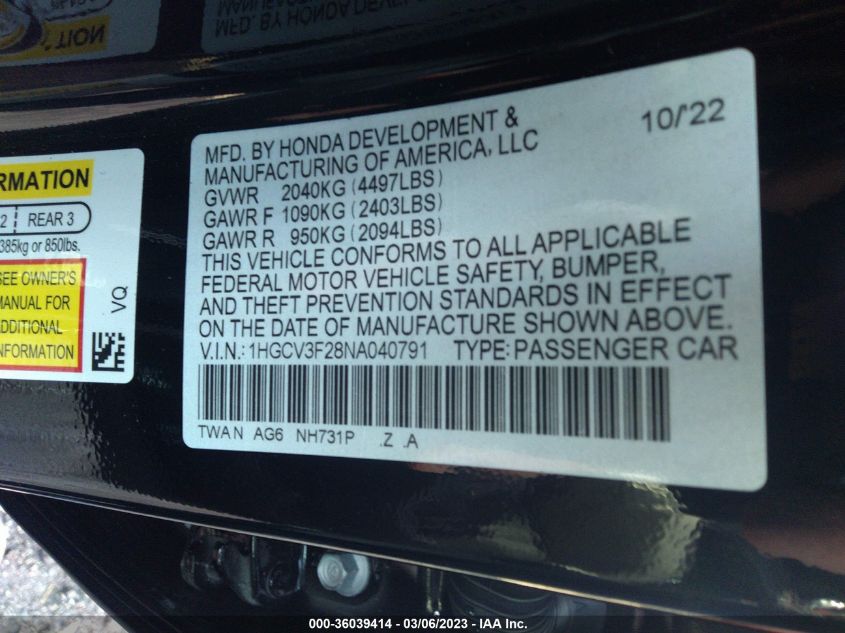 10/'22
MFD. BY HONDA DEVELOPMENT &
MANUFACTURING OF AMERICA, LLC
GVWR 2040KG (4497LBS)
GAWR F 1090KG (2403LBS)
GAWR R 950KG (2094LBS)
THIS VEHICLE CONFORMS TO ALL APPLICABLE
FEDERAL MOTOR VEHICLE SAFETY, BUMPER,
AND THEFT PREVENTION STANDARDS IN EFFECT
ON THE DATE OF MANUFACTURE SHOWN ABOVE.
V.I.N.: 1HGCV3F28NA040791 TYPE: PASSENGER CAR
TWA N AG6 NH731P .Z .A
RMATION
2 REAR 3
385kg or 850lbs.
SEE OWNER'S
MANUAL FOR
ADDITIONAL
INFORMATION
VQ
000-36039414 - 03/06/2023 - IAA Inc.